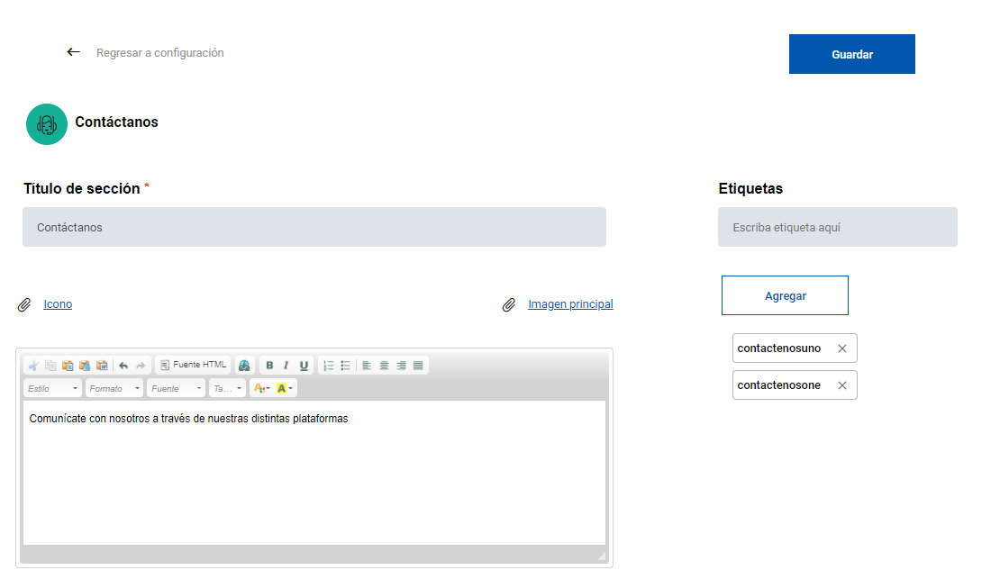 Regresar a configuración
Guardar
Contáctanos
Título de sección *
Etiquetas
Contáctanos
Escriba etiqueta aquí
Icono
Imagen principal
Agregar
contactenosuno
contactenosone
Fuente HTML
B I U
Estilo Formato Fuente Ta... A A
Comunícate con nosotros a través de nuestras distintas plataformas